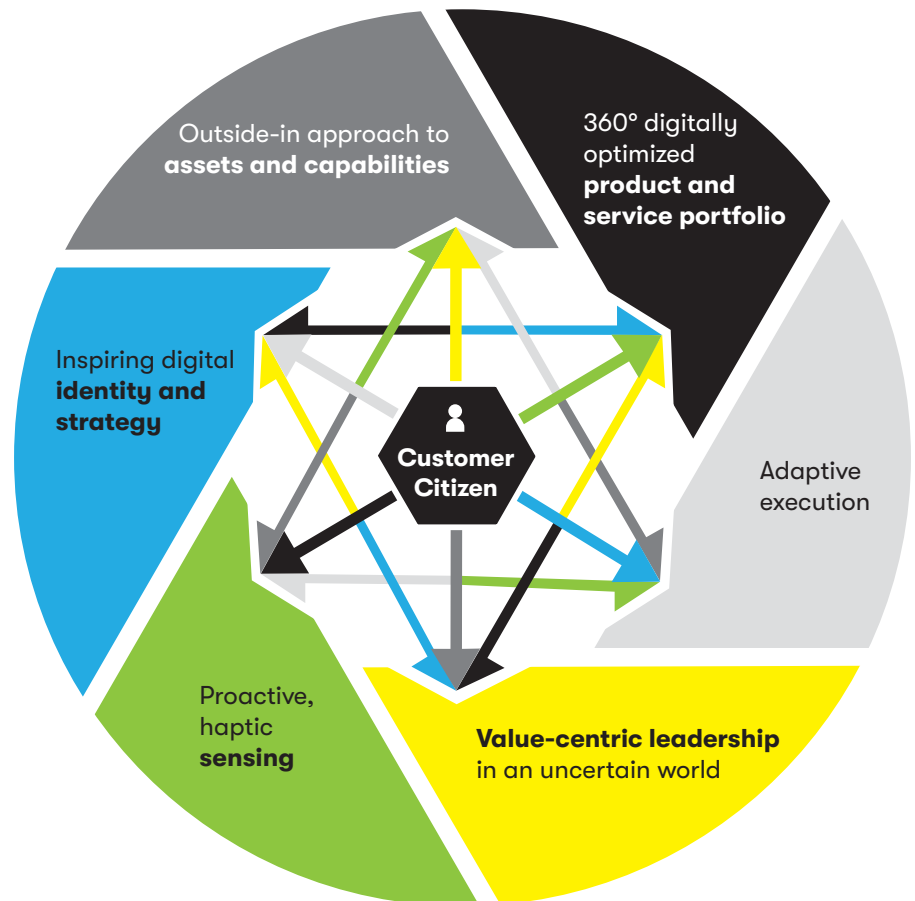 Outside-in approach to
assets and capabilities
360° digitally
optimized
product and
service portfolio
Inspiring digital
identity and
strategy
Customer
Citizen
Adaptive
execution
Proactive,
haptic
sensing
Value-centric leadership
in an uncertain world